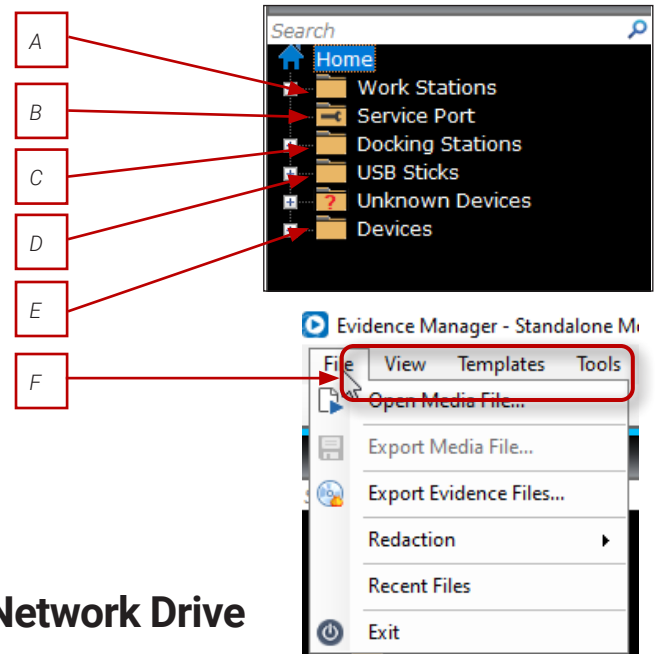 A
B
C
D
E
F
Search
Home
Work Stations
Service Port
Docking Stations
USB Sticks
? Unknown Devices
Devices
Evidence Manager - Standalone
File View Templates Tools
Open Media File...
Export Media File...
Export Evidence Files...
Redaction
Recent Files
Exit
Network Drive